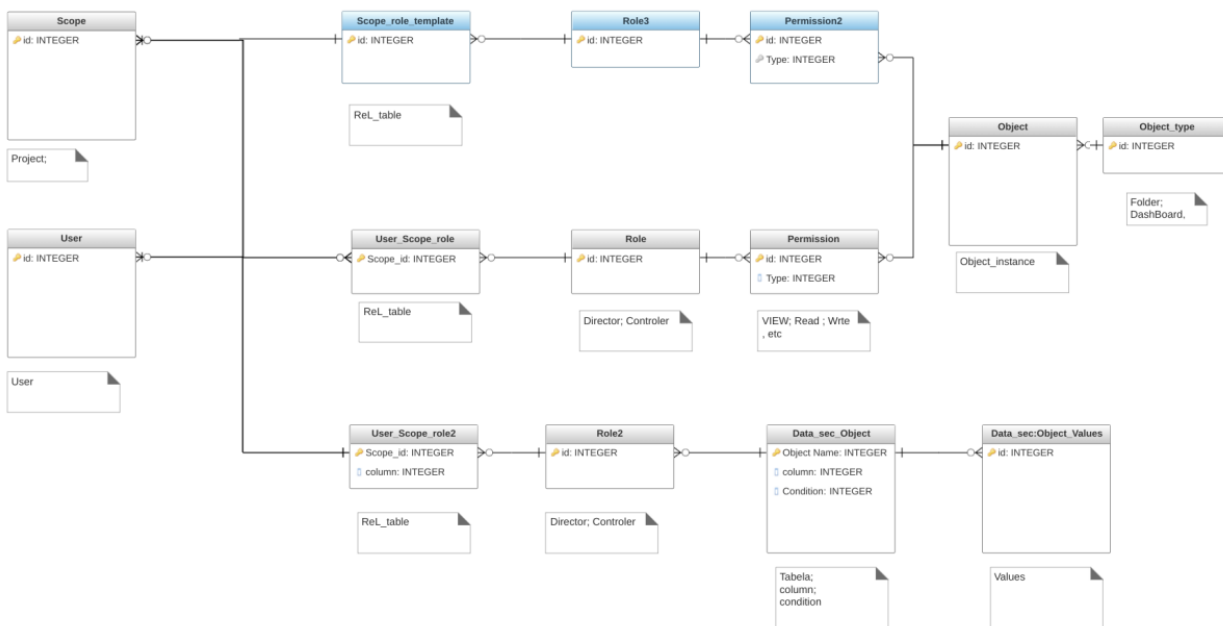 Scope
id: INTEGER
Project;
Scope_role_template
id: INTEGER
ReL_table
Role3
id: INTEGER
Permission2
id: INTEGER
Type: INTEGER
Object
id: INTEGER
Object_instance
Object_type
id: INTEGER
Folder;
DashBoard,
User
id: INTEGER
User
User_Scope_role
Scope_id: INTEGER
ReL_table
Role
id: INTEGER
Director; Controler
Permission
id: INTEGER
Type: INTEGER
VIEW; Read ; Wrte
, etc
User_Scope_role2
Scope_id: INTEGER
column: INTEGER
ReL_table
Role2
id: INTEGER
Director; Controler
Data_sec_Object
Object Name: INTEGER
column: INTEGER
Condition: INTEGER
Tabela;
column;
condition
Data_sec:Object_Values
id: INTEGER
Values